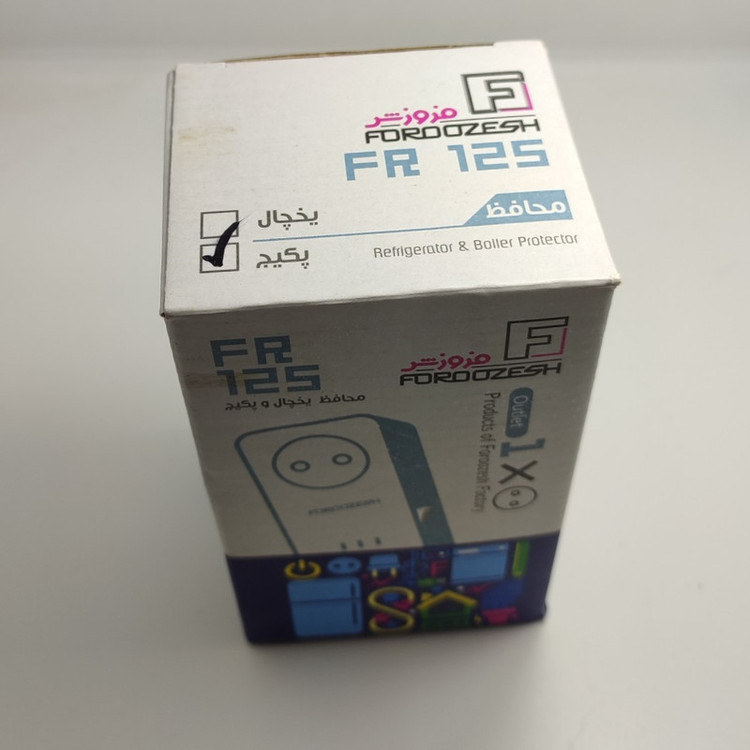 فروزش
FOROOZESH
FR 125
محافظ
یخچال
پکیج
Refrigerator & Boiler Protector
FR
125
محافظ یخچال و پکیج
فروزش
FOROOZESH
Outlet
1 X
Products of Foroozesh Factory
FOROOZESH